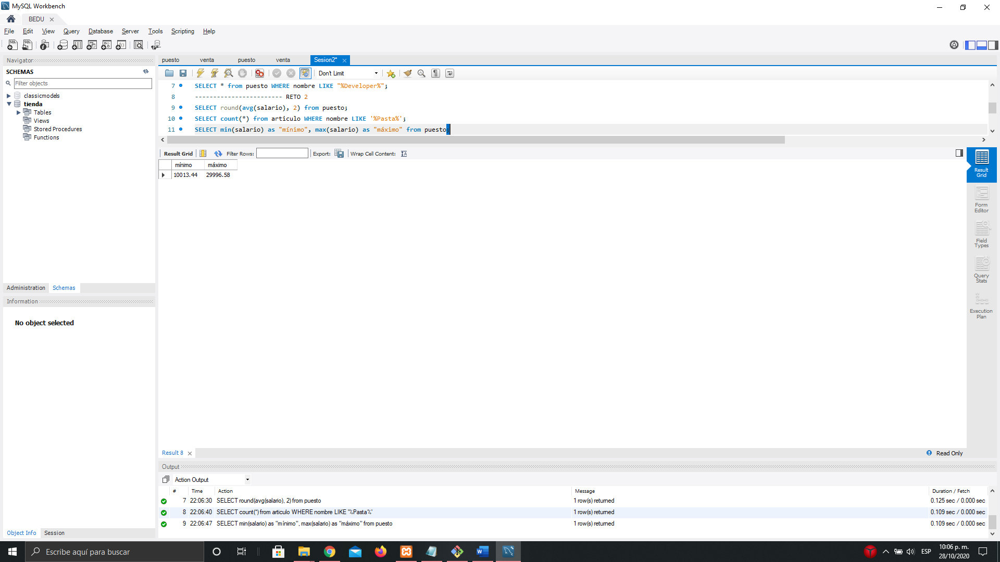 MySQL Workbench
BEDU
File Edit View Query Database Server Tools Scripting Help
Navigator
SCHEMAS
Filter objects
classicmodels
tienda
Tables
Views
Stored Procedures
Functions
Administration Schemas
Information
No object selected
Object Info Session
puesto venta puesto venta Sesion2*
Don't Limit
7 SELECT * from puesto WHERE nombre LIKE "%Developer%";
8 ------------------------ RETO 2
9 SELECT round(avg(salario), 2) from puesto;
10 SELECT count(*) from articulo WHERE nombre LIKE '%Pasta%';
11 SELECT min(salario) as "mínimo", max(salario) as "máximo" from puesto;
Result Grid Filter Rows: Export: Wrap Cell Content:
mínimo máximo
10013.44 29996.58
Result Grid
Form Editor
Field Types
Query Stats
Execution Plan
Result 8
Read Only
Output
Action Output
# Time Action Message Duration / Fetch
7 22:06:30 SELECT round(avg(salario), 2) from puesto 1 row(s) returned 0.125 sec / 0.000 sec
8 22:06:40 SELECT count(*) from articulo WHERE nombre LIKE '%Pasta%' 1 row(s) returned 0.109 sec / 0.000 sec
9 22:06:47 SELECT min(salario) as "mínimo", max(salario) as "máximo" from puesto 1 row(s) returned 0.109 sec / 0.000 sec
Escribe aquí para buscar
ESP
10:06 p. m.
28/10/2020